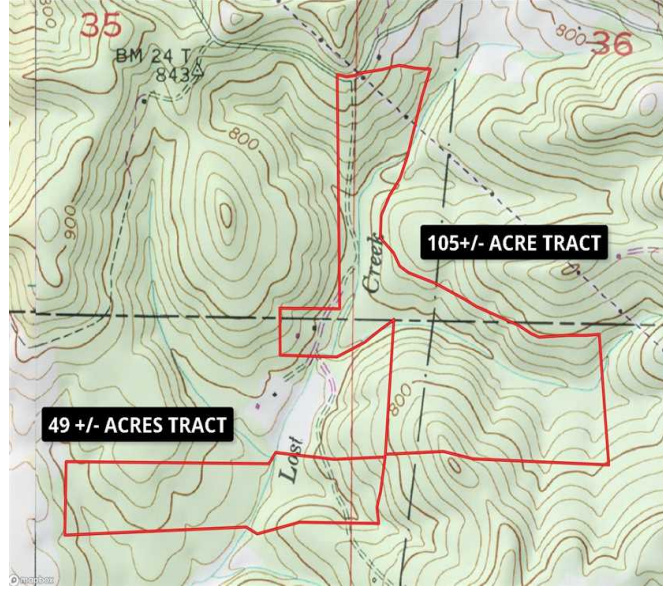 800
35
BM 24 T
843
800
36
800
900
Creek
105+/- ACRE TRACT
800
49 +/- ACRES TRACT
Lost
mapbox